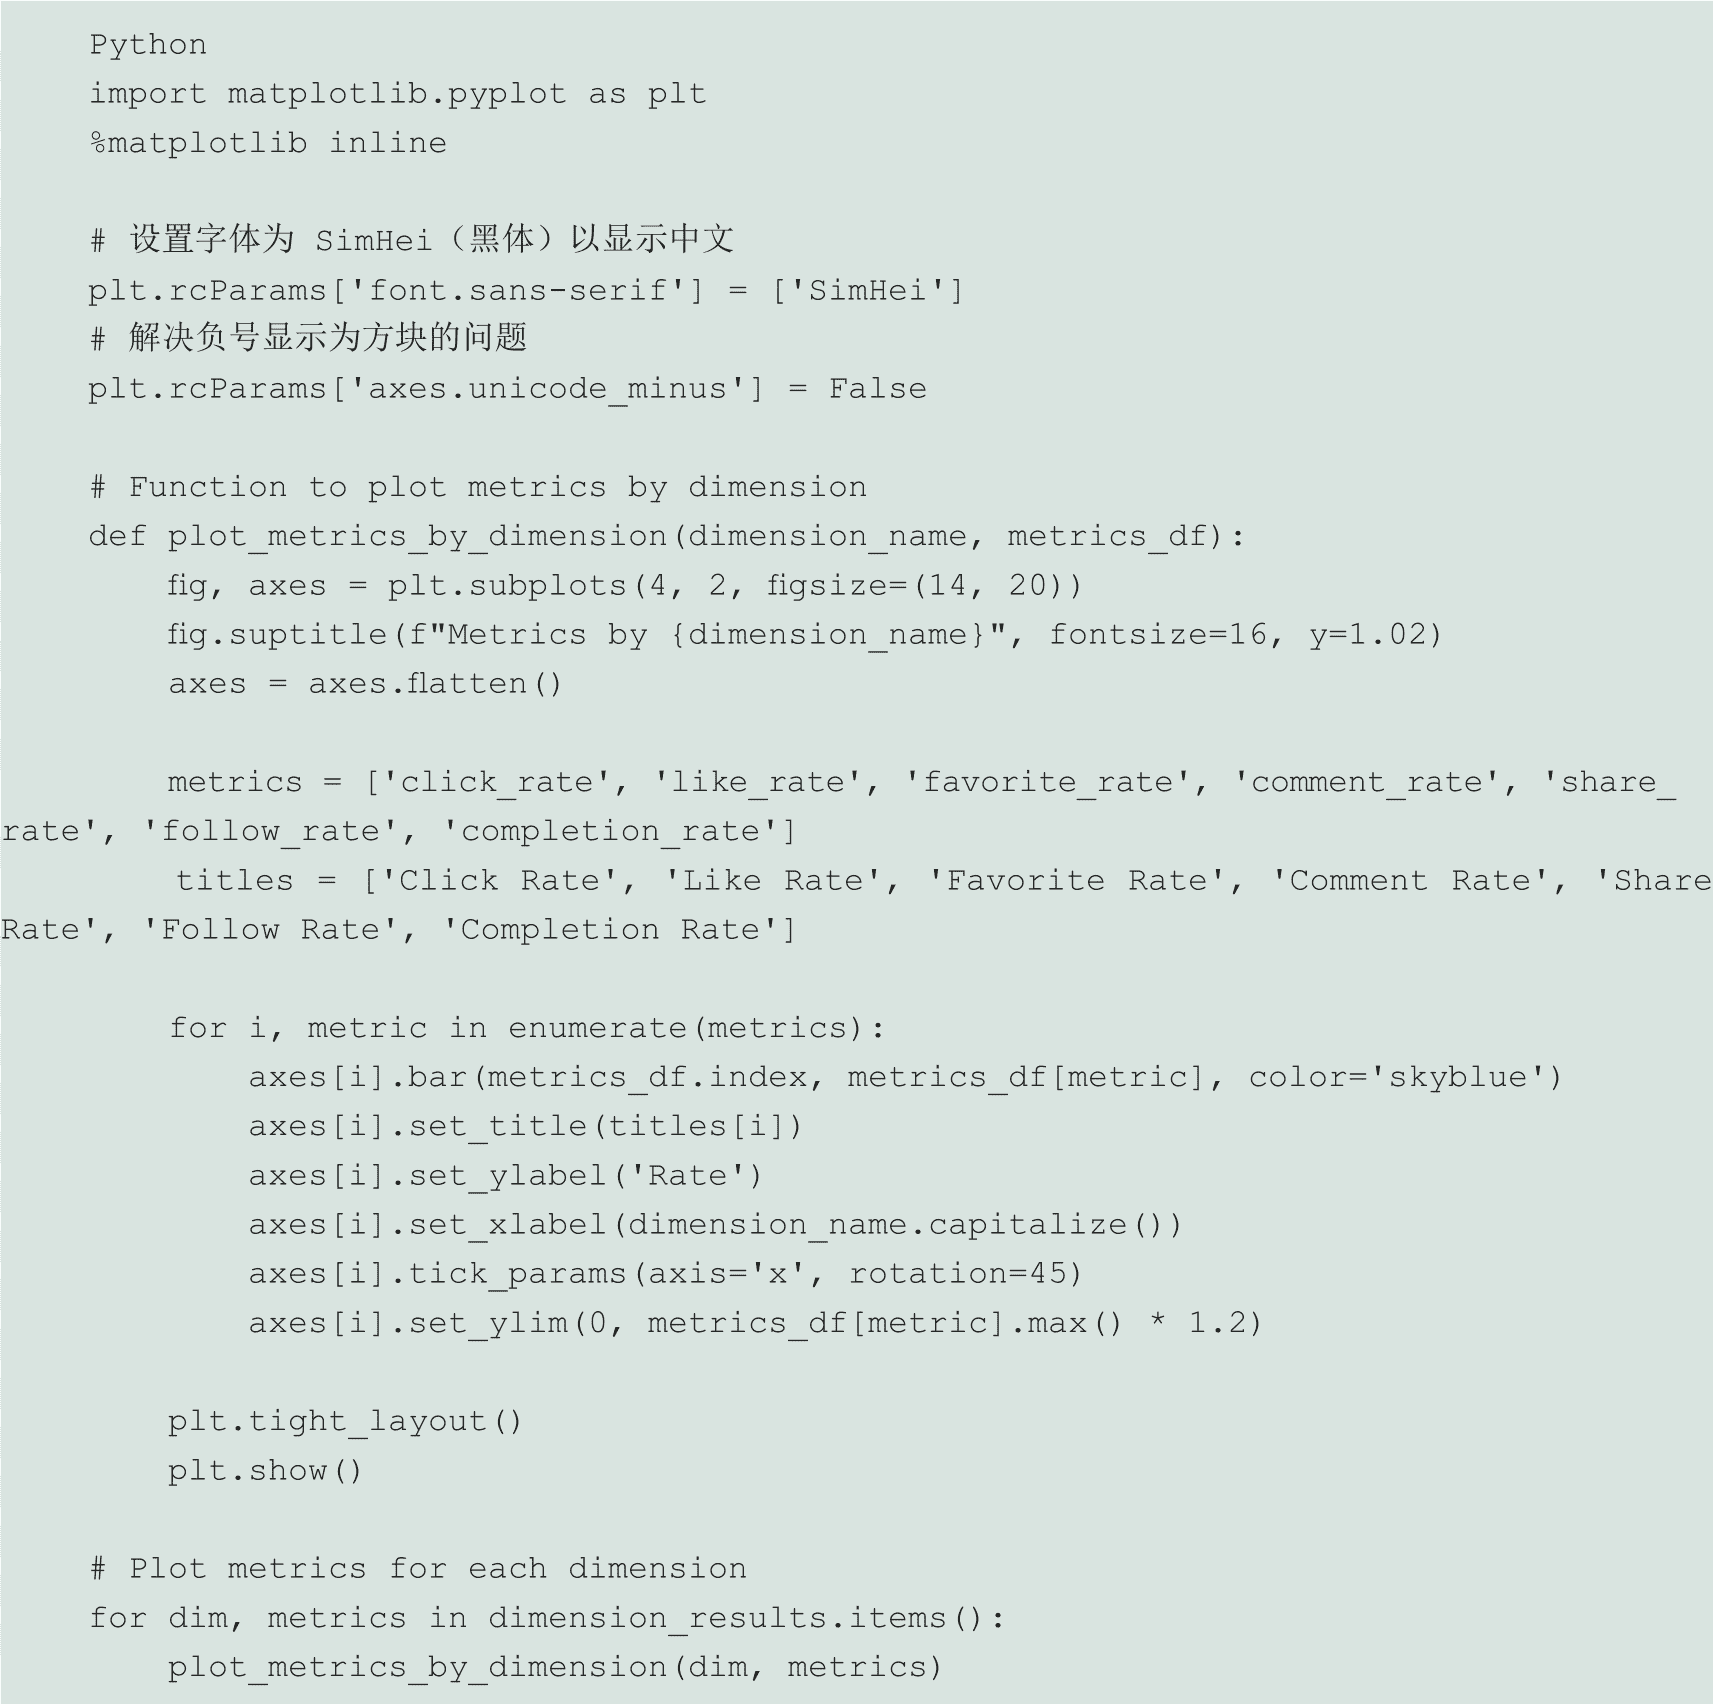 Python
import matplotlib.pyplot as plt
%matplotlib inline

# 设置字体为 SimHei（黑体）以显示中文
plt.rcParams['font.sans-serif'] = ['SimHei']
# 解决负号显示为方块的问题
plt.rcParams['axes.unicode_minus'] = False

# Function to plot metrics by dimension
def plot_metrics_by_dimension(dimension_name, metrics_df):
    fig, axes = plt.subplots(4, 2, figsize=(14, 20))
    fig.suptitle(f"Metrics by {dimension_name}", fontsize=16, y=1.02)
    axes = axes.flatten()

    metrics = ['click_rate', 'like_rate', 'favorite_rate', 'comment_rate', 'share_
rate', 'follow_rate', 'completion_rate']
    titles = ['Click Rate', 'Like Rate', 'Favorite Rate', 'Comment Rate', 'Share
Rate', 'Follow Rate', 'Completion Rate']

    for i, metric in enumerate(metrics):
        axes[i].bar(metrics_df.index, metrics_df[metric], color='skyblue')
        axes[i].set_title(titles[i])
        axes[i].set_ylabel('Rate')
        axes[i].set_xlabel(dimension_name.capitalize())
        axes[i].tick_params(axis='x', rotation=45)
        axes[i].set_ylim(0, metrics_df[metric].max() * 1.2)

    plt.tight_layout()
    plt.show()

# Plot metrics for each dimension
for dim, metrics in dimension_results.items():
    plot_metrics_by_dimension(dim, metrics)